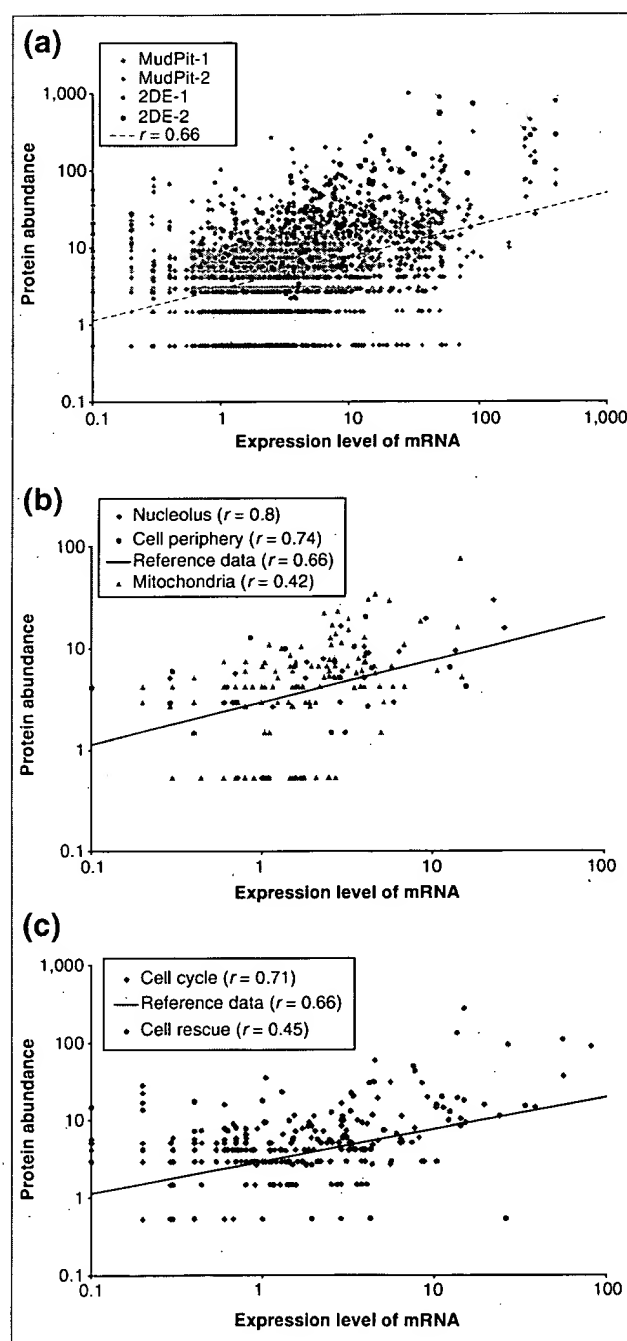 (a)
MudPit-1
MudPit-2
2DE-1
2DE-2
r = 0.66
1,000
100
10
1
0.1
Protein abundance
0.1 1 10 100 1,000
Expression level of mRNA
(b)
Nucleolus (r = 0.8)
Cell periphery (r = 0.74)
Reference data (r = 0.66)
Mitochondria (r = 0.42)
100
10
1
0.1
Protein abundance
0.1 1 10 100
Expression level of mRNA
(c)
Cell cycle (r = 0.71)
Reference data (r = 0.66)
Cell rescue (r = 0.45)
1,000
100
10
1
0.1
Protein abundance
0.1 1 10 100
Expression level of mRNA